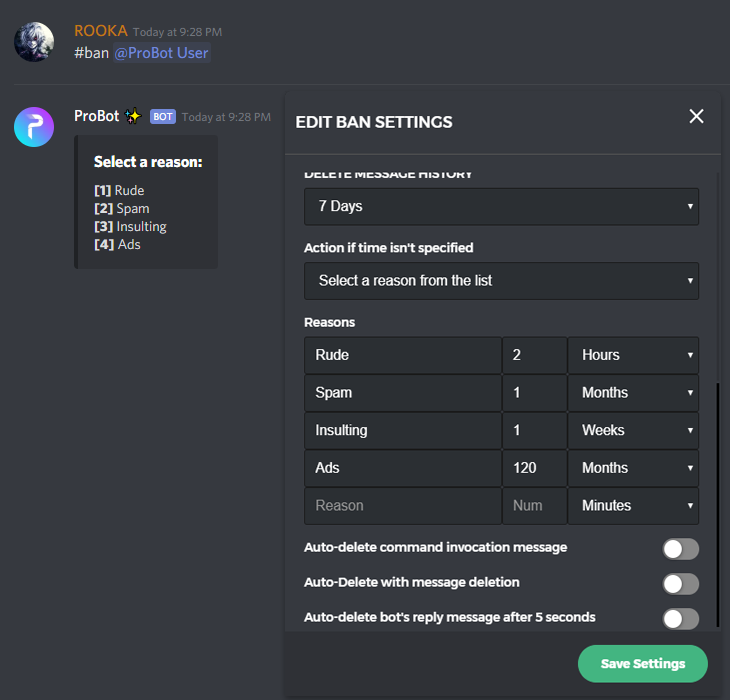 ROOKA Today at 9:28 PM
#ban @ProBot User
ProBot ✨ BOT Today at 9:28 PM
Select a reason:
[1] Rude
[2] Spam
[3] Insulting
[4] Ads
EDIT BAN SETTINGS
DELETE MESSAGE HISTORY
7 Days
Action if time isn't specified
Select a reason from the list
Reasons
Rude 2 Hours
Spam 1 Months
Insulting 1 Weeks
Ads 120 Months
Reason Num Minutes
Auto-delete command invocation message
Auto-Delete with message deletion
Auto-delete bot's reply message after 5 seconds
Save Settings